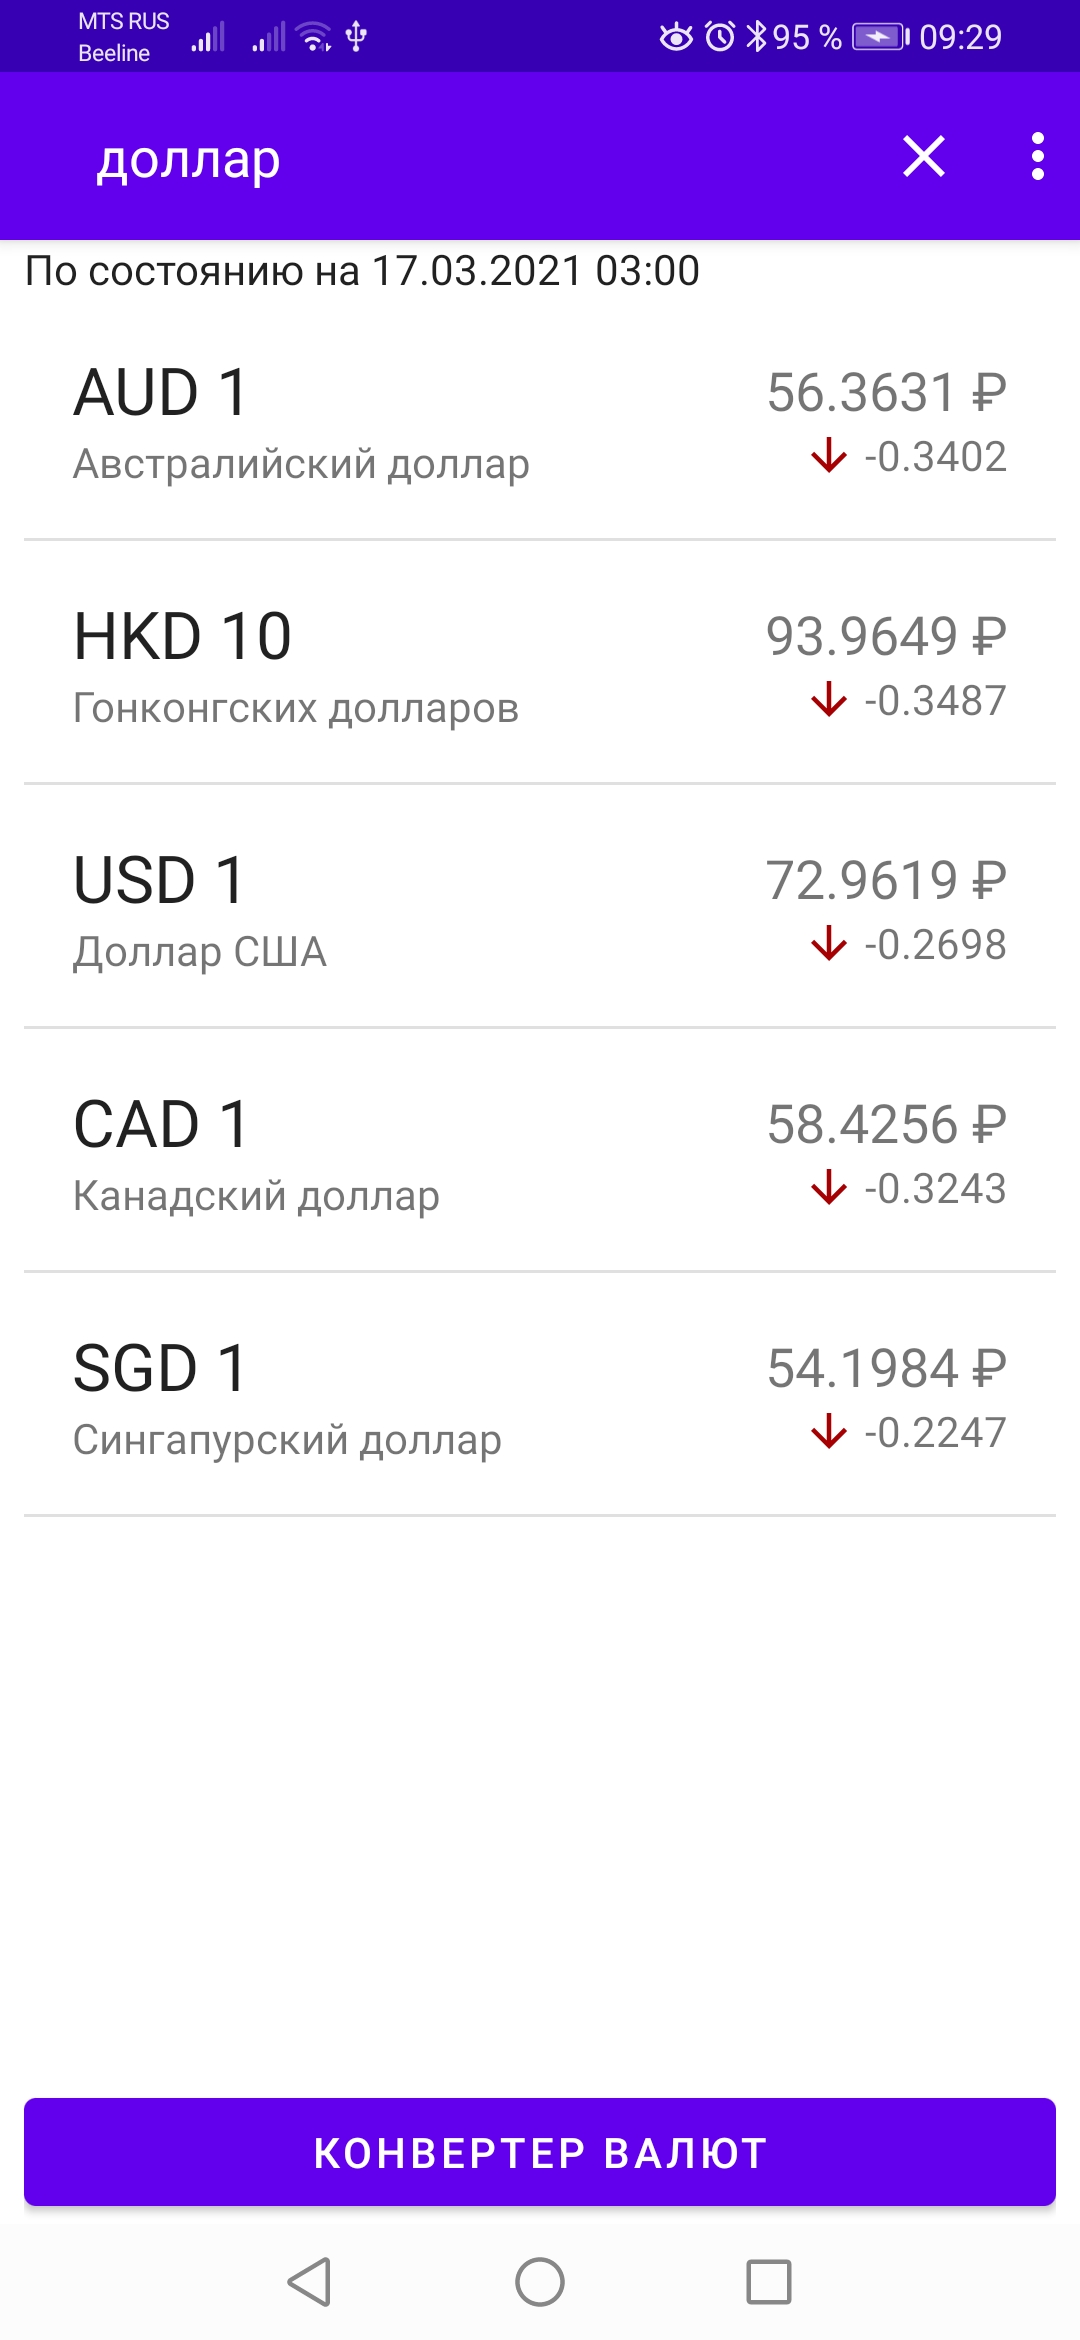 MTS RUS
Beeline
95 %
09:29
доллар
По состоянию на 17.03.2021 03:00
AUD 1
56.3631 ₽
Австралийский доллар
-0.3402
HKD 10
93.9649 ₽
Гонконгских долларов
-0.3487
USD 1
72.9619 ₽
Доллар США
-0.2698
CAD 1
58.4256 ₽
Канадский доллар
-0.3243
SGD 1
54.1984 ₽
Сингапурский доллар
-0.2247
КОНВЕРТЕР ВАЛЮТ